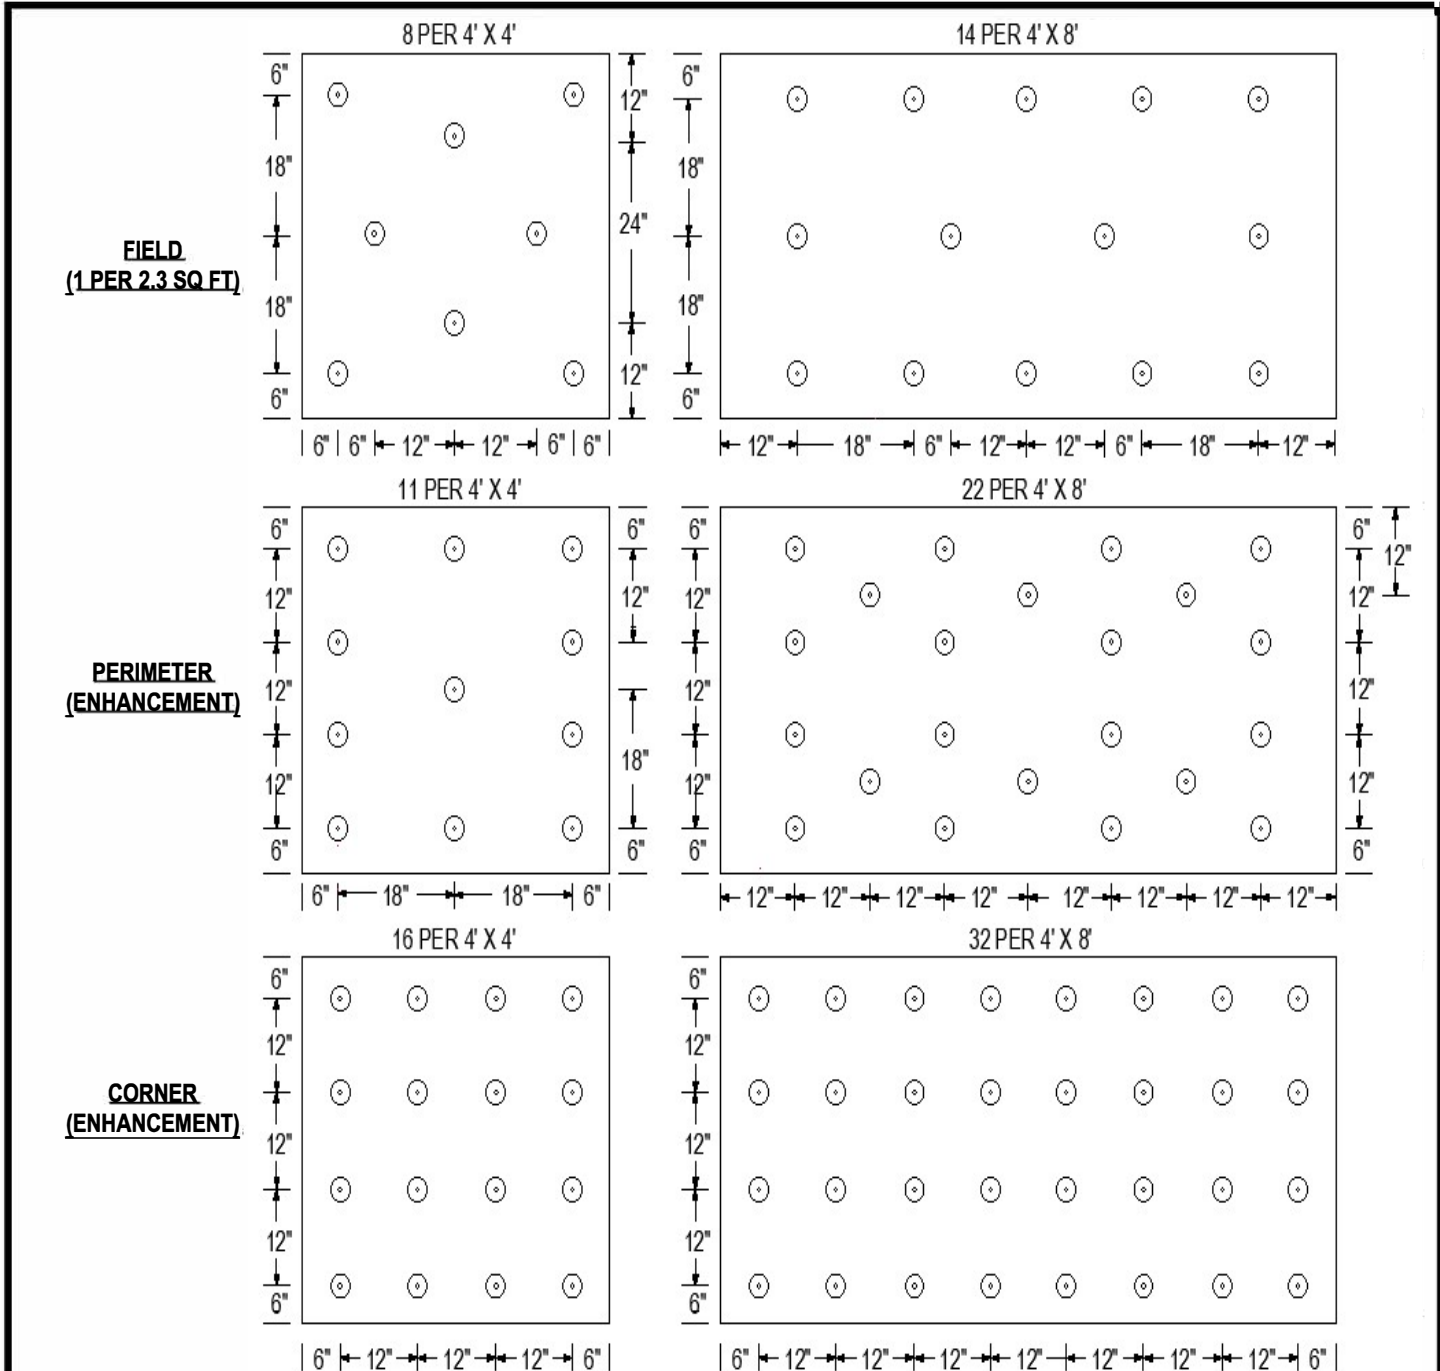 8 PER 4' X 4'
14 PER 4' X 8'
6"
18"
18"
6"
12"
24"
12"
6"
18"
18"
6"
FIELD
(1 PER 2.3 SQ FT)
6" 6" 12" 12" 6" 6"
12" 18" 6" 12" 12" 6" 18" 12"
11 PER 4' X 4'
22 PER 4' X 8'
6"
12"
12"
12"
6"
6"
12"
18"
6"
6"
12"
12"
12"
6"
6"
12"
12"
12"
6"
12"
PERIMETER
(ENHANCEMENT)
6" 18" 18" 6"
12" 12" 12" 12" 12" 12" 12" 12"
16 PER 4' X 4'
32 PER 4' X 8'
6"
12"
12"
12"
6"
6"
12"
12"
12"
6"
CORNER
(ENHANCEMENT)
6" 12" 12" 12" 6"
6" 12" 12" 12" 12" 12" 12" 12" 6"